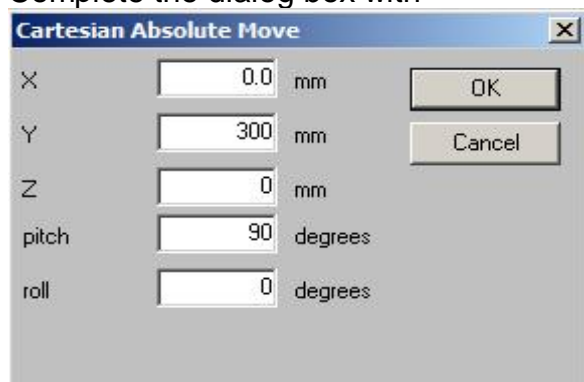 Complete the dialog box with
Cartesian Absolute Move
X 0.0 mm OK
Y 300 mm Cancel
Z 0 mm
pitch 90 degrees
roll 0 degrees